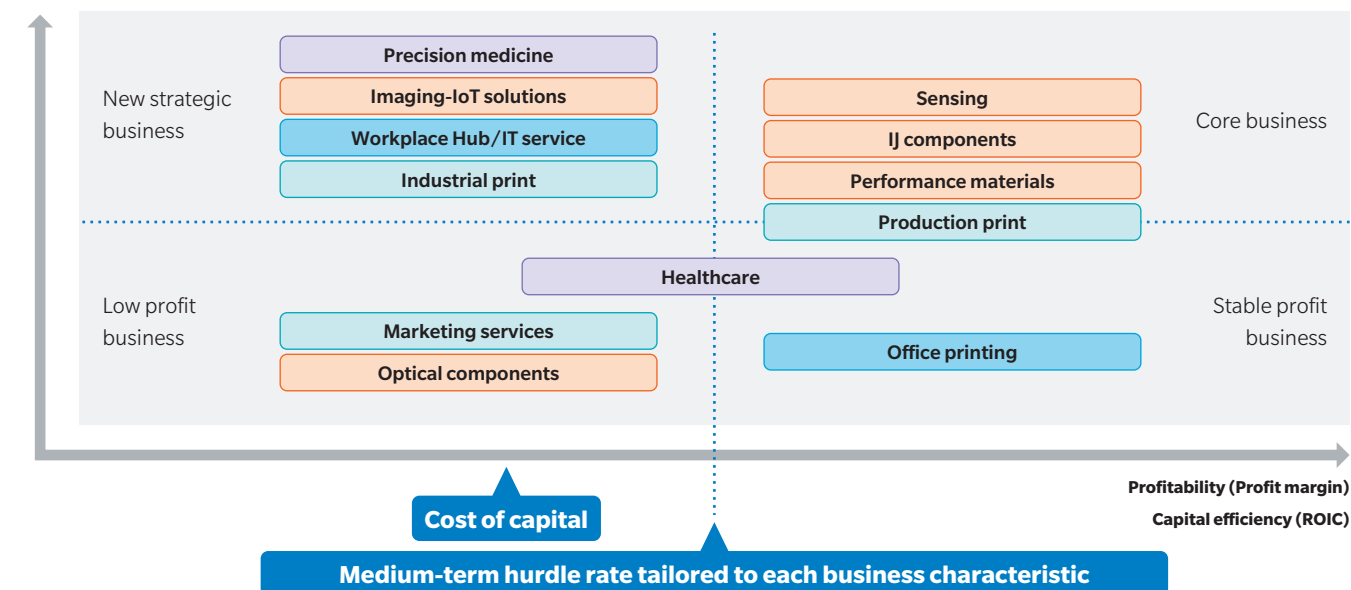 New strategic
business
Precision medicine
Imaging-IoT solutions
Workplace Hub/IT service
Industrial print
Sensing
IJ components
Performance materials
Production print
Core business
Low profit
business
Healthcare
Marketing services
Optical components
Office printing
Stable profit
business
Profitability (Profit margin)
Capital efficiency (ROIC)
Cost of capital
Medium-term hurdle rate tailored to each business characteristic